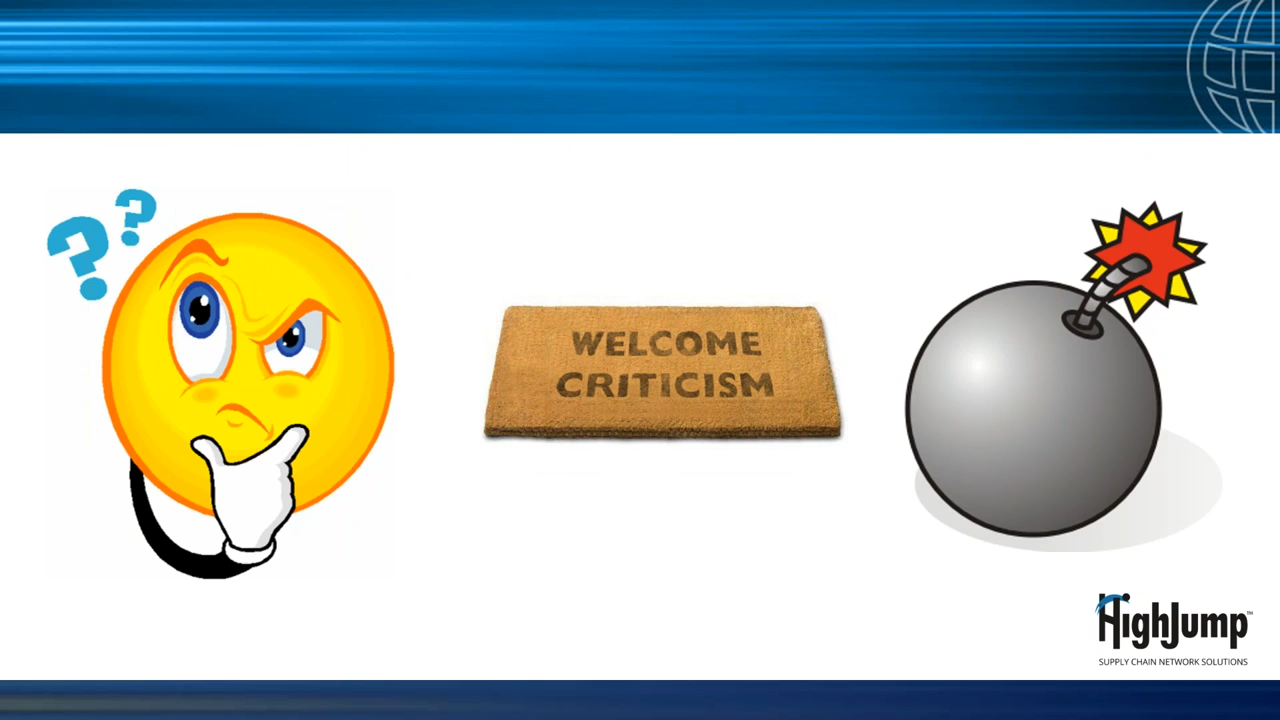 ? ?
WELCOME
CRITICISM
HighJump™
SUPPLY CHAIN NETWORK SOLUTIONS